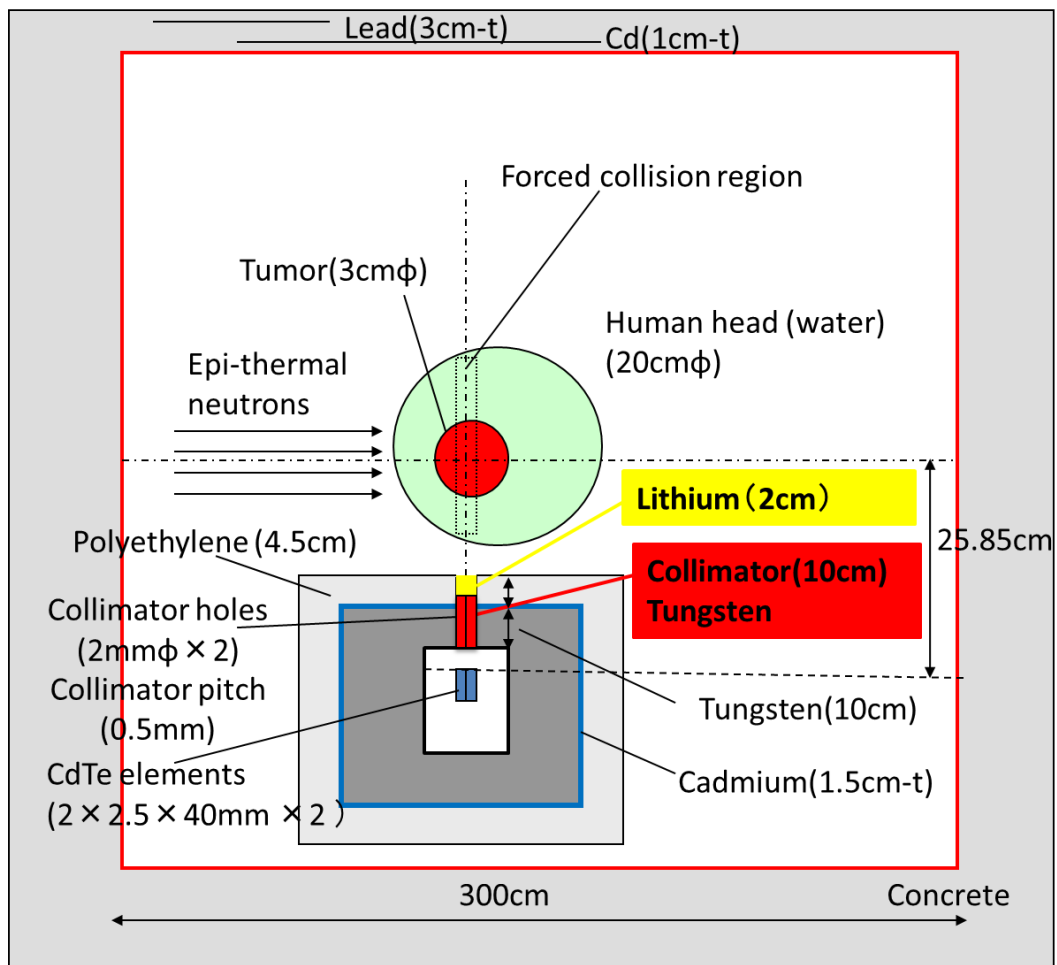 Lead(3cm-t)
Cd(1cm-t)
Forced collision region
Tumor(3cmφ)
Human head (water)
(20cmφ)
Epi-thermal
neutrons
Lithium（2cm）
Polyethylene (4.5cm)
25.85cm
Collimator(10cm)
Tungsten
Collimator holes
(2mmφ × 2)
Collimator pitch
(0.5mm)
Tungsten(10cm)
CdTe elements
(2 × 2.5 × 40mm × 2）
Cadmium(1.5cm-t)
300cm
Concrete